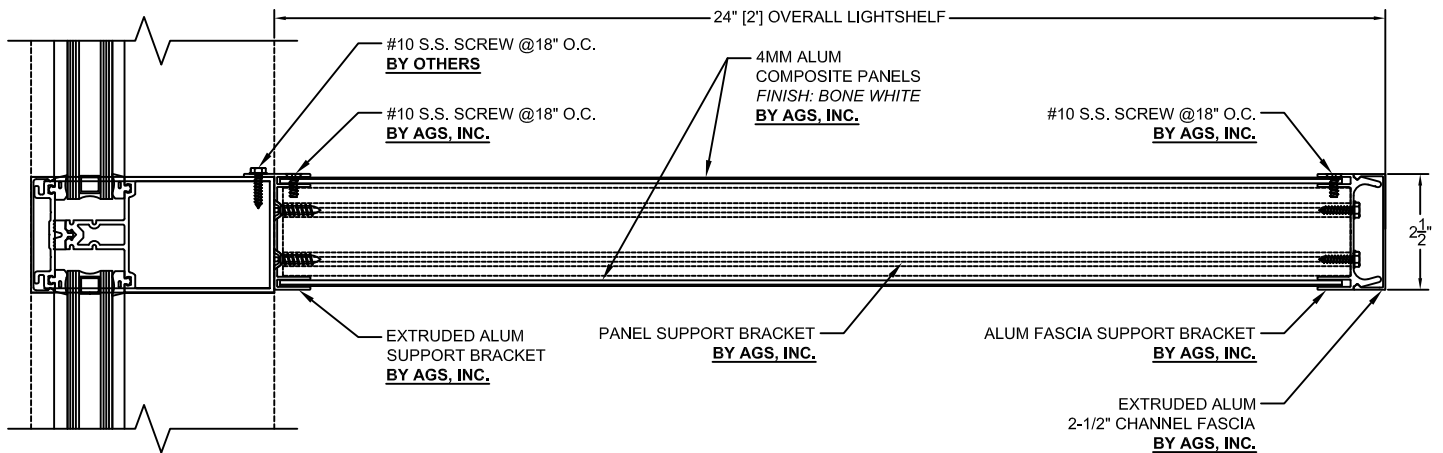 24" [2'] OVERALL LIGHTSHELF
#10 S.S. SCREW @18" O.C.
BY OTHERS
4MM ALUM
COMPOSITE PANELS
FINISH: BONE WHITE
BY AGS, INC.
#10 S.S. SCREW @18" O.C.
BY AGS, INC.
#10 S.S. SCREW @18" O.C.
BY AGS, INC.
2 1/2"
EXTRUDED ALUM
SUPPORT BRACKET
BY AGS, INC.
PANEL SUPPORT BRACKET
BY AGS, INC.
ALUM FASCIA SUPPORT BRACKET
BY AGS, INC.
EXTRUDED ALUM
2-1/2" CHANNEL FASCIA
BY AGS, INC.